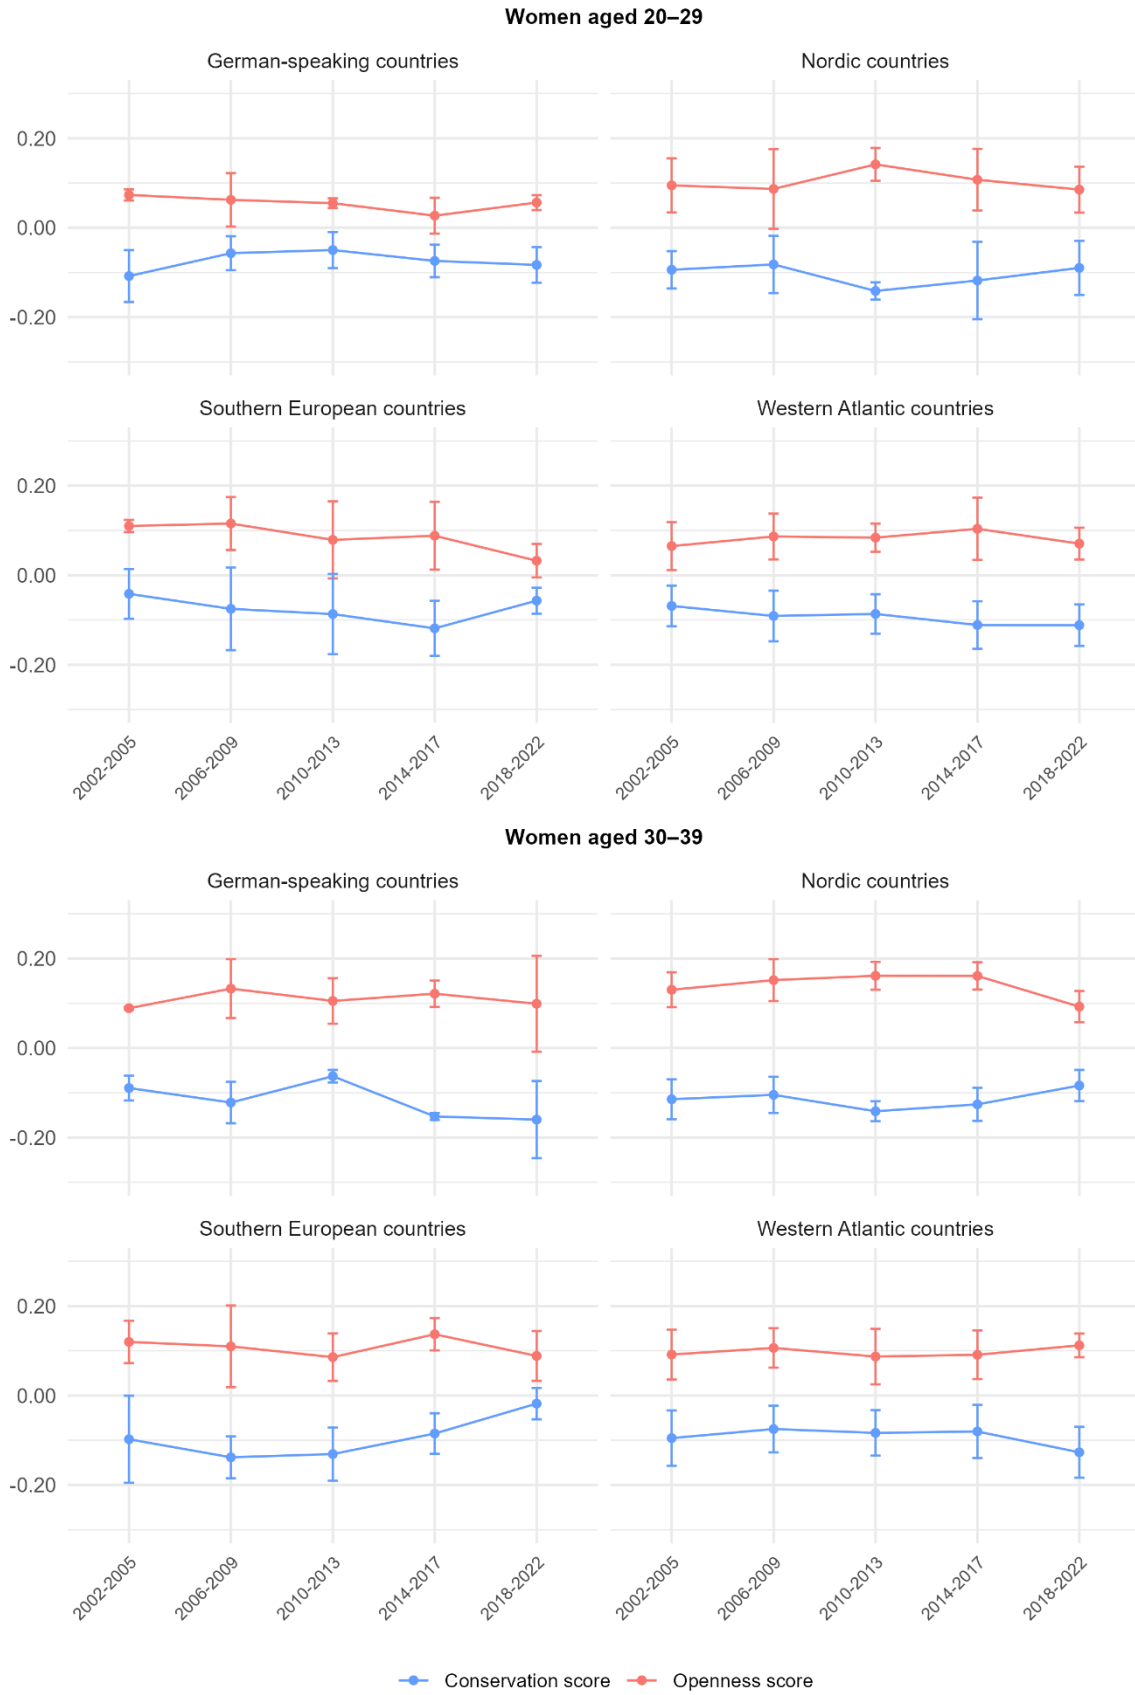 Women aged 20–29
German-speaking countries
Nordic countries
0.20
0.00
-0.20
Southern European countries
Western Atlantic countries
0.20
0.00
-0.20
2002-2005
2006-2009
2010-2013
2014-2017
2018-2022
2002-2005
2006-2009
2010-2013
2014-2017
2018-2022
Women aged 30–39
German-speaking countries
Nordic countries
0.20
0.00
-0.20
Southern European countries
Western Atlantic countries
0.20
0.00
-0.20
2002-2005
2006-2009
2010-2013
2014-2017
2018-2022
2002-2005
2006-2009
2010-2013
2014-2017
2018-2022
Conservation score
Openness score